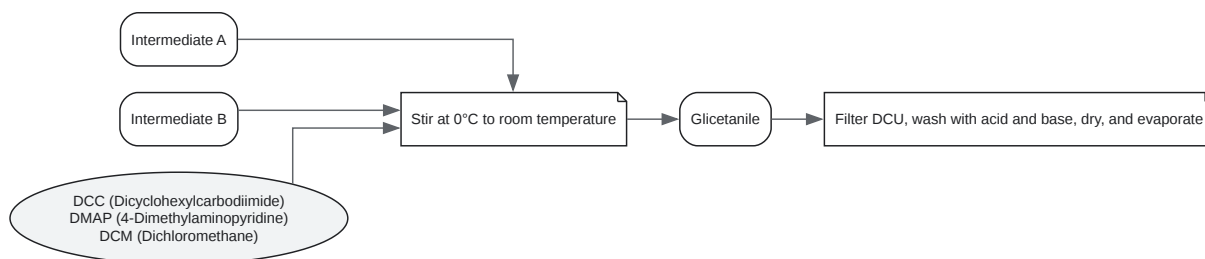 Intermediate A
Intermediate B
Stir at 0°C to room temperature
Glicetanile
Filter DCU, wash with acid and base, dry, and evaporate
DCC (Dicyclohexylcarbodiimide)
DMAP (4-Dimethylaminopyridine)
DCM (Dichloromethane)